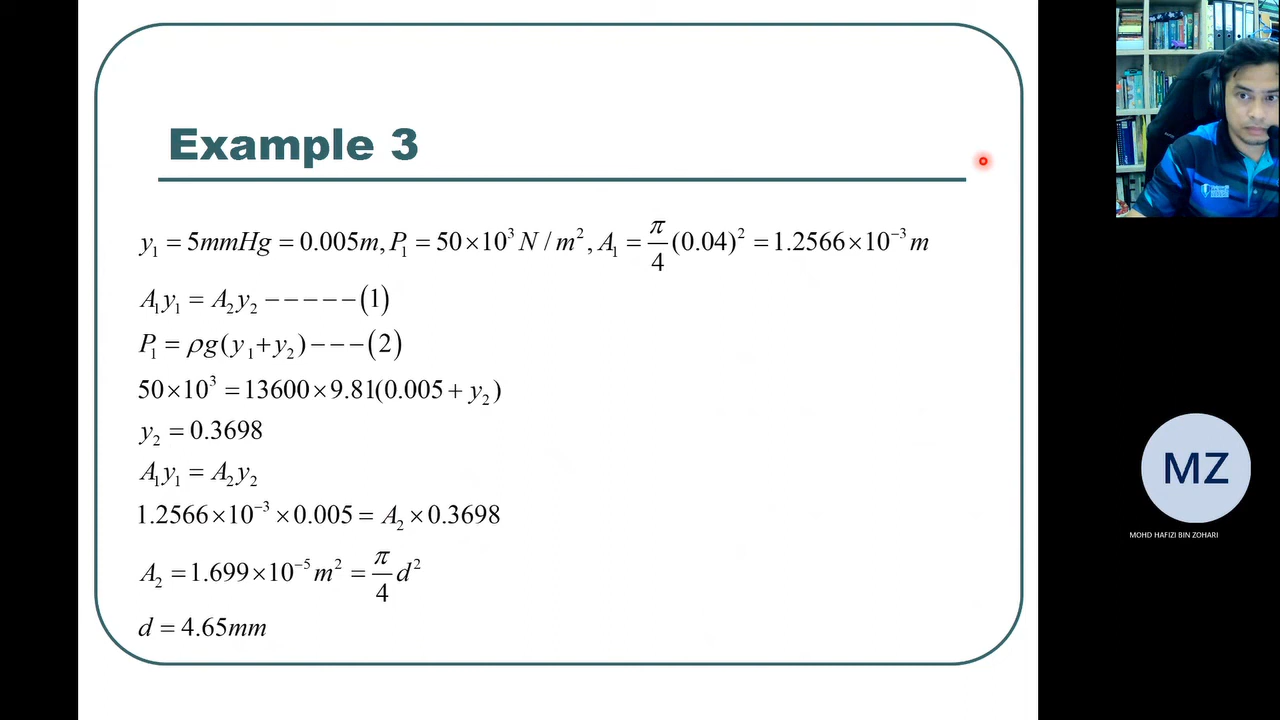 Example 3
y₁ = 5mmHg = 0.005m, P₁ = 50×10³ N / m², A₁ = π/4 (0.04)² = 1.2566×10⁻³ m
A₁y₁ = A₂y₂ −−−−−(1)
P₁ = ρg(y₁+y₂)−−−(2)
50×10³ = 13600×9.81(0.005 + y₂)
y₂ = 0.3698
A₁y₁ = A₂y₂
1.2566×10⁻³ ×0.005 = A₂ ×0.3698
A₂ = 1.699×10⁻⁵ m² = π/4 d²
d = 4.65mm
MZ
MOHD HAFIZI BIN ZOHARI